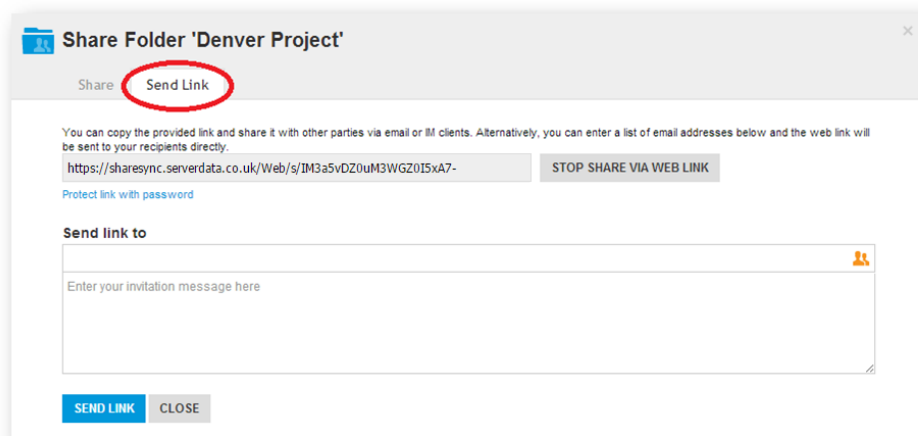 Share Folder 'Denver Project'
Share
Send Link
You can copy the provided link and share it with other parties via email or IM clients. Alternatively, you can enter a list of email addresses below and the web link will
be sent to your recipients directly.
https://sharesync.serverdata.co.uk/Web/s/IM3a5vDZ0uM3WGZ0I5xA7-
STOP SHARE VIA WEB LINK
Protect link with password
Send link to
Enter your invitation message here
SEND LINK
CLOSE